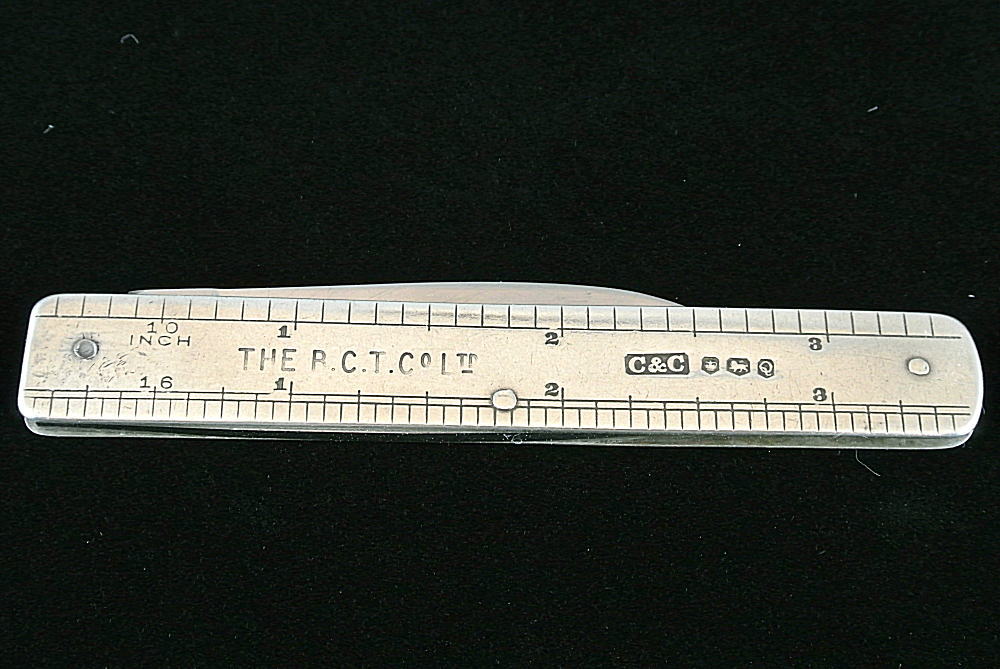 10 1 2 3
INCH
THE R.C.T.Cº LTD C&C
16 1 2 3